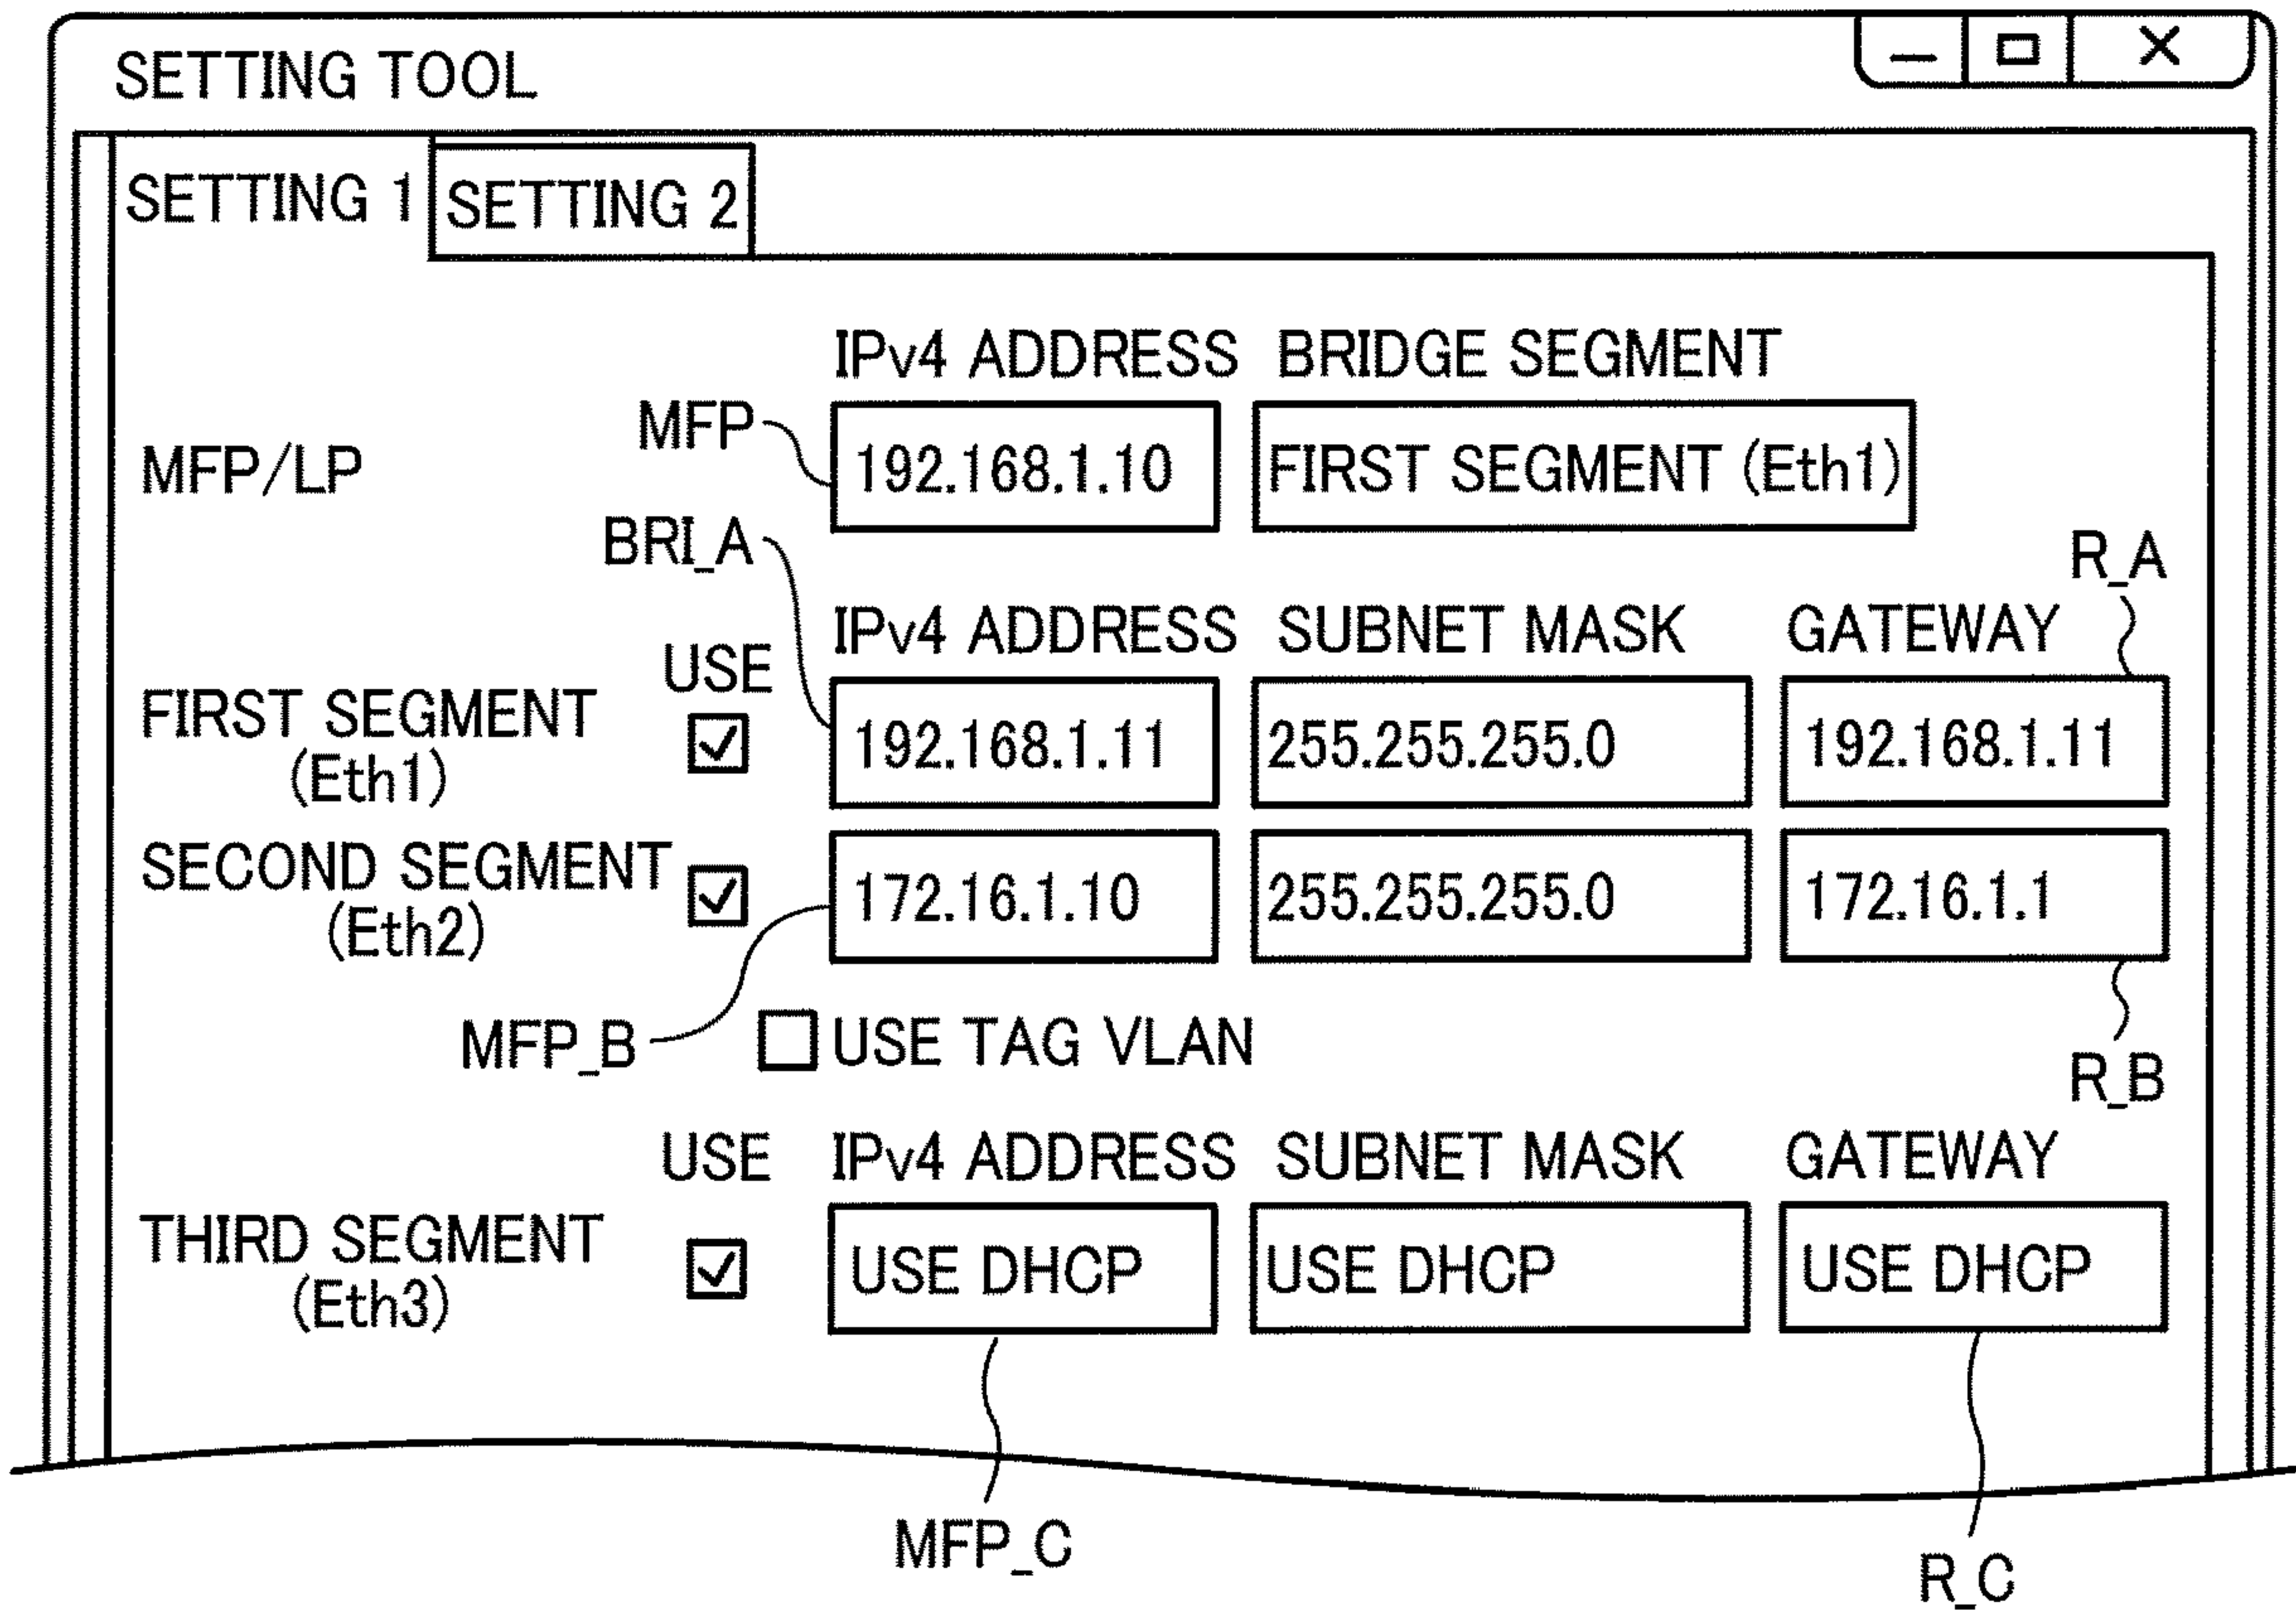 SETTING TOOL
SETTING 1 SETTING 2
IPv4 ADDRESS BRIDGE SEGMENT
MFP
MFP/LP 192.168.1.10 FIRST SEGMENT (Eth1)
BRI_A R_A
USE IPv4 ADDRESS SUBNET MASK GATEWAY
FIRST SEGMENT 192.168.1.11 255.255.255.0 192.168.1.11
(Eth1)
SECOND SEGMENT 172.16.1.10 255.255.255.0 172.16.1.1
(Eth2)
MFP_B USE TAG VLAN R_B
USE IPv4 ADDRESS SUBNET MASK GATEWAY
THIRD SEGMENT USE DHCP USE DHCP USE DHCP
(Eth3)
MFP_C R_C